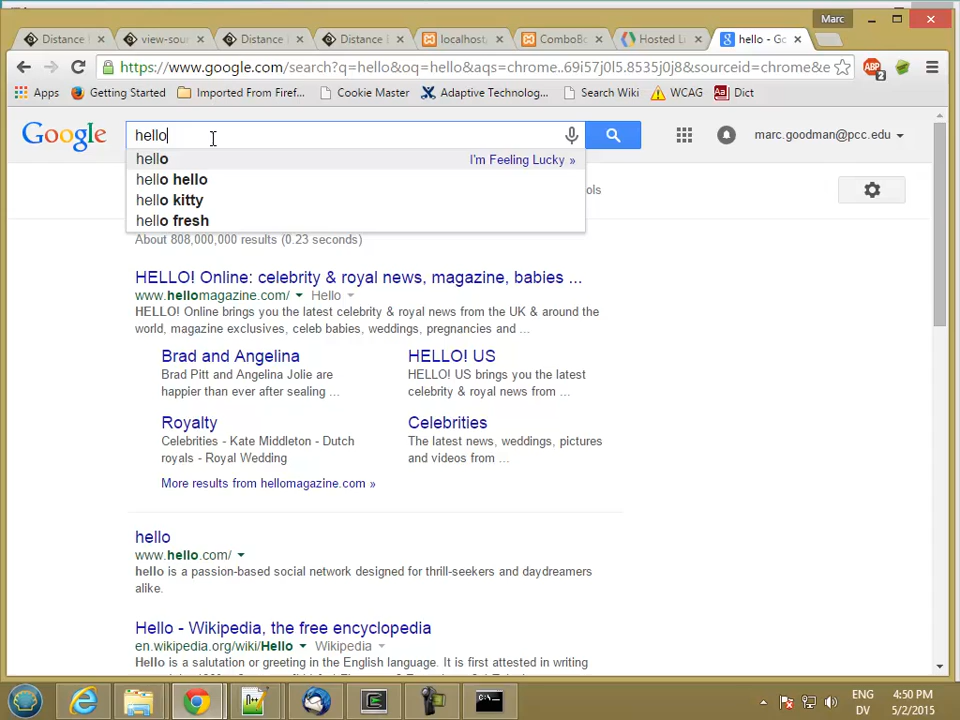 Marc
Distance
view-sour
Distance
Distance
localhost/
ComboBo
Hosted Li
hello - Go
https://www.google.com/search?q=hello&oq=hello&aqs=chrome..69i57j0l5.8535j0j8&sourceid=chrome&e
2
Apps
Getting Started
Imported From Firef...
Cookie Master
Adaptive Technolog...
Search Wiki
WCAG
Dict
Google
hello
marc.goodman@pcc.edu
hello
I'm Feeling Lucky »
hello hello
hello kitty
hello fresh
ols
About 808,000,000 results (0.23 seconds)
HELLO! Online: celebrity & royal news, magazine, babies ...
www.hellomagazine.com/ Hello
HELLO! Online brings you the latest celebrity & royal news from the UK & around the
world, magazine exclusives, celeb babies, weddings, pregnancies and ...
Brad and Angelina
Brad Pitt and Angelina Jolie are
happier than ever after sealing ...
HELLO! US
HELLO! US brings you the latest
celebrity & royal news from ...
Royalty
Celebrities - Kate Middleton - Dutch
royals - Royal Wedding
Celebrities
The latest news, weddings, pictures
and videos from ...
More results from hellomagazine.com »
hello
www.hello.com/
hello is a passion-based social network designed for thrill-seekers and daydreamers
alike.
Hello - Wikipedia, the free encyclopedia
en.wikipedia.org/wiki/Hello Wikipedia
Hello is a salutation or greeting in the English language. It is first attested in writing
ENG
DV
4:50 PM
5/2/2015